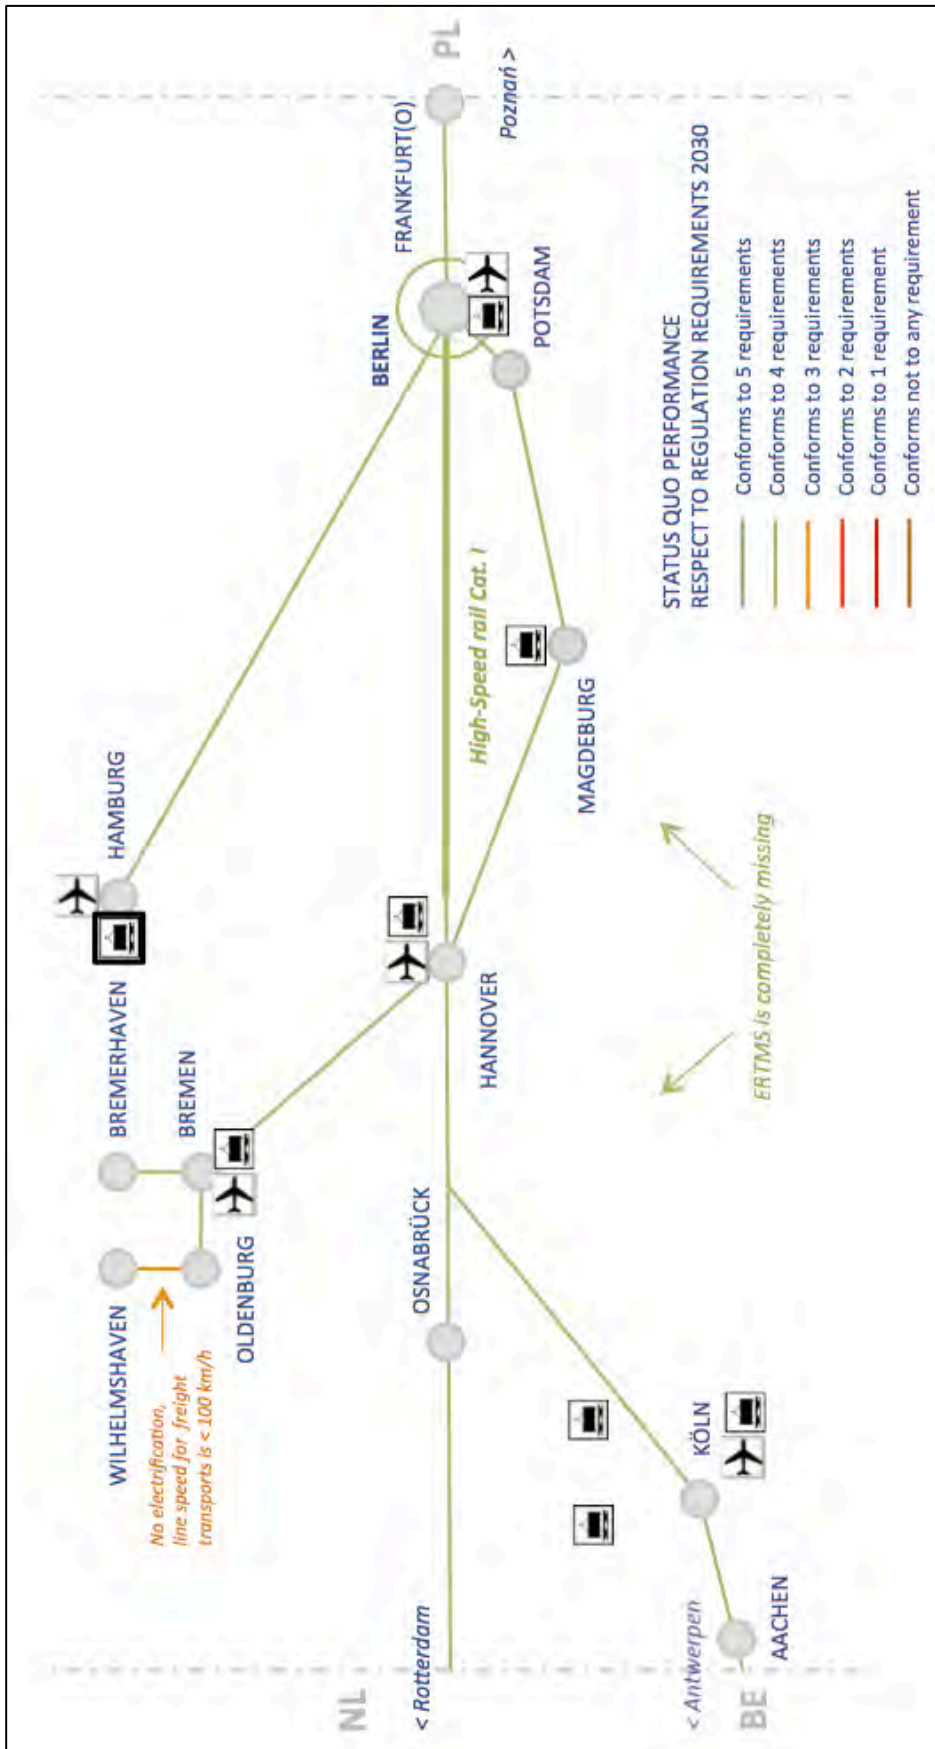 NL
< Rotterdam
< Antwerpen
BE
AACHEN
KÖLN
WILHELMSHAVEN
No electrification,
line speed for freight
transports is < 100 km/h
OLDENBURG
BREMERHAVEN
BREMEN
OSNABRÜCK
HANNOVER
HAMBURG
ERTMS is completely missing
MAGDEBURG
High-Speed rail Cat. I
BERLIN
POTSDAM
FRANKFURT(O)
PL
Poznań >
STATUS QUO PERFORMANCE
RESPECT TO REGULATION REQUIREMENTS 2030
Conforms to 5 requirements
Conforms to 4 requirements
Conforms to 3 requirements
Conforms to 2 requirements
Conforms to 1 requirement
Conforms not to any requirement